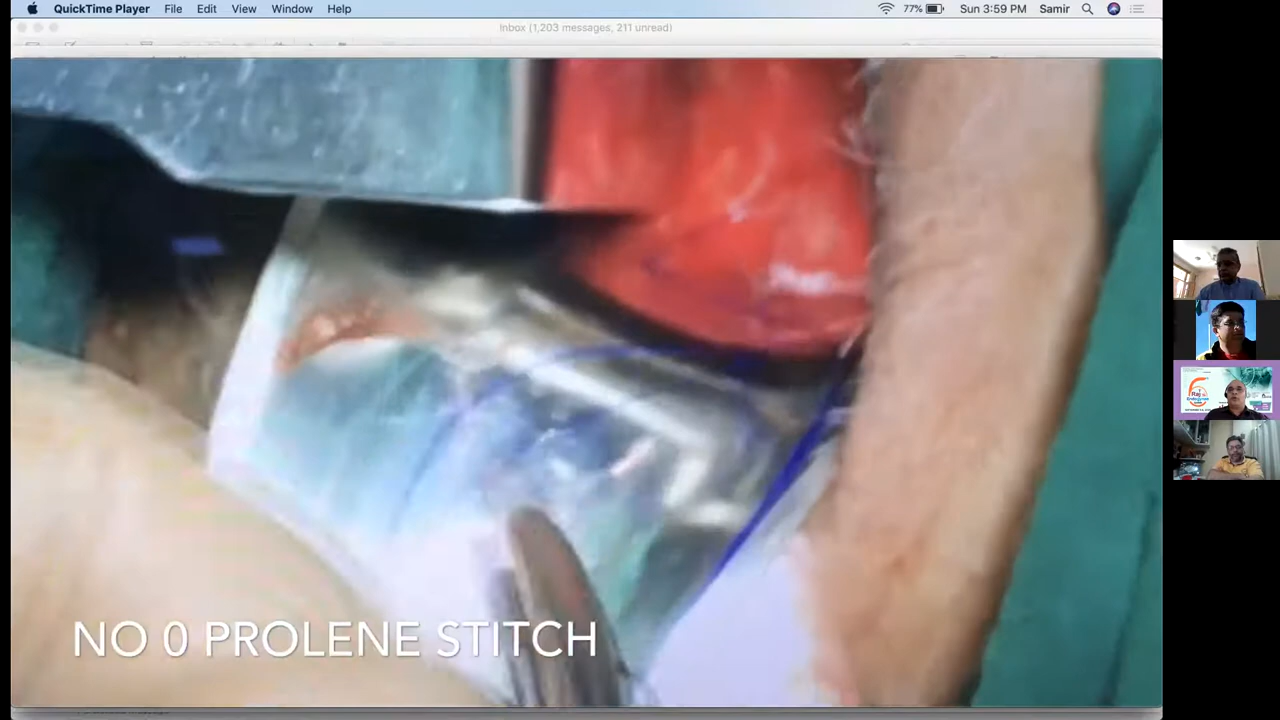 QuickTime Player File Edit View Window Help 77% Sun 3:59 PM Samir
Inbox (1,203 messages, 211 unread)
NO 0 PROLENE STITCH